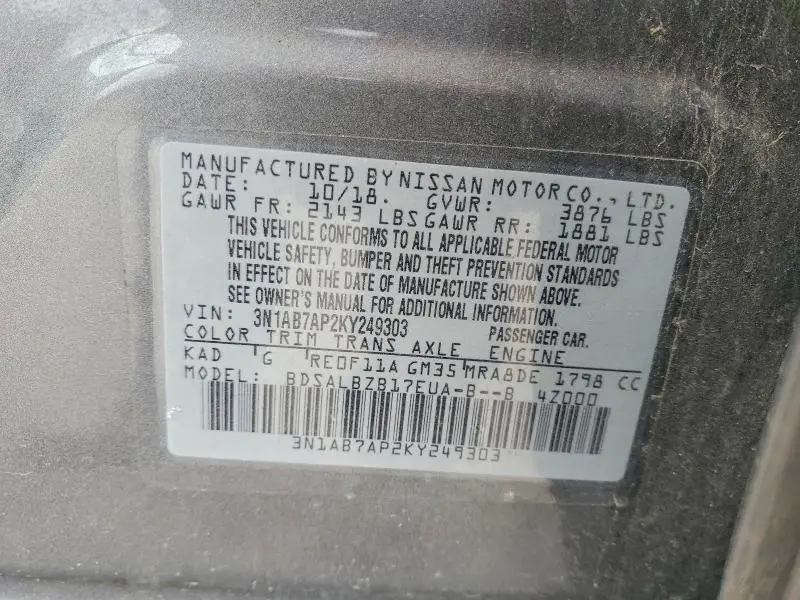 MANUFACTURED BY NISSAN MOTOR CO., LTD.
DATE: 10/18. GVWR: 3876 LBS
GAWR FR: 2143 LBS GAWR RR: 1881 LBS
THIS VEHICLE CONFORMS TO ALL APPLICABLE FEDERAL MOTOR
VEHICLE SAFETY, BUMPER AND THEFT PREVENTION STANDARDS
IN EFFECT ON THE DATE OF MANUFACTURE SHOWN ABOVE.
SEE OWNER'S MANUAL FOR ADDITIONAL INFORMATION.
VIN: 3N1AB7AP2KY249303 PASSENGER CAR.
COLOR TRIM TRANS AXLE ENGINE
KAD G RE0F11A GM35 MRA8DE 1798 CC
MODEL: BDSALBZB17EUA-B--B 4Z000
3N1AB7AP2KY249303